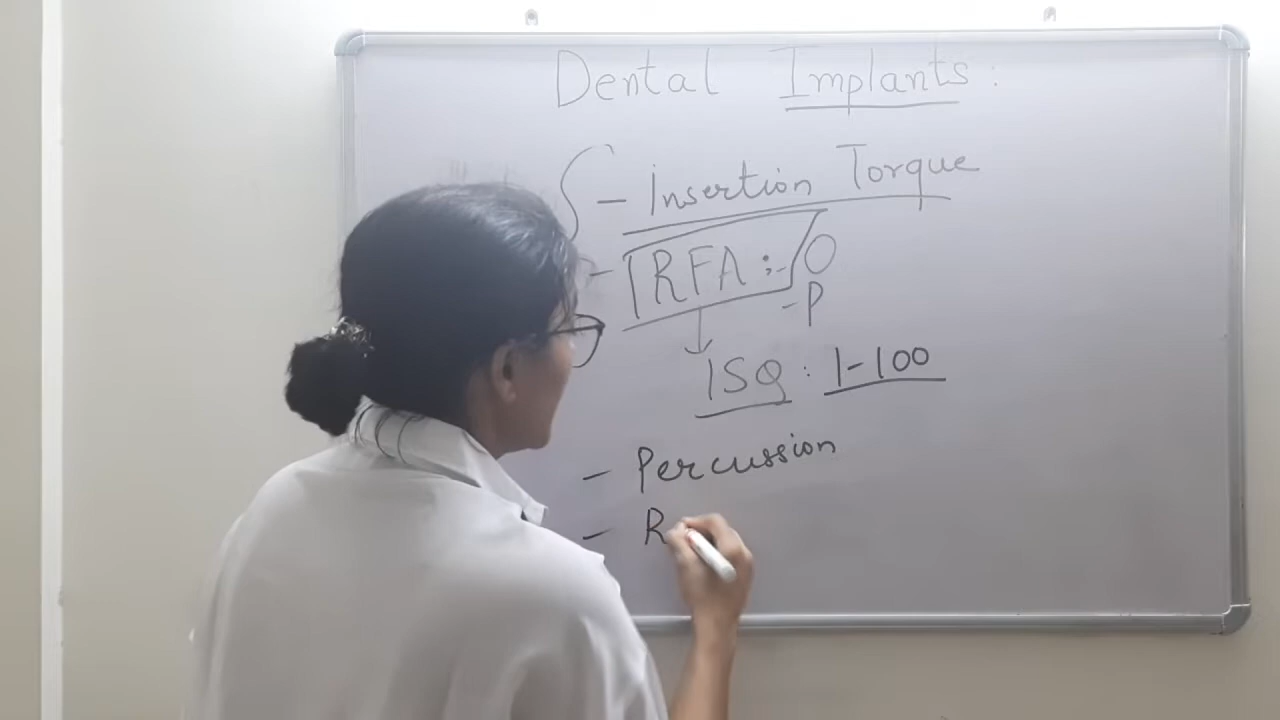 Dental Implants:
- Insertion Torque
- RFA :- O
- P
ISQ : 1-100
- Percussion
- R